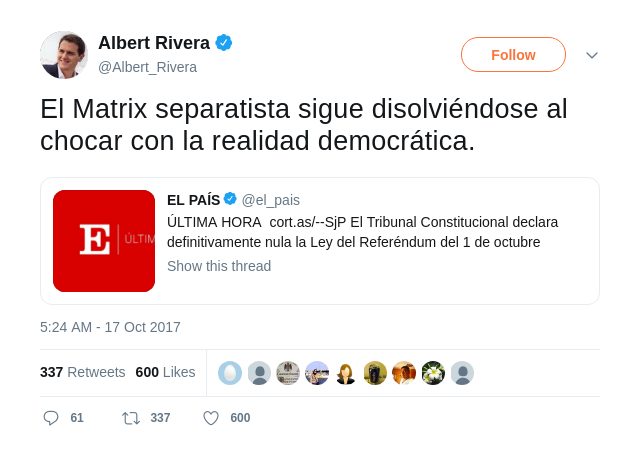 Albert Rivera
@Albert_Rivera
Follow
El Matrix separatista sigue disolviéndose al
chocar con la realidad democrática.
E
ÚLTIM
EL PAÍS @el_pais
ÚLTIMA HORA cort.as/--SjP El Tribunal Constitucional declara
definitivamente nula la Ley del Referéndum del 1 de octubre
Show this thread
5:24 AM - 17 Oct 2017
337 Retweets 600 Likes
61 337 600